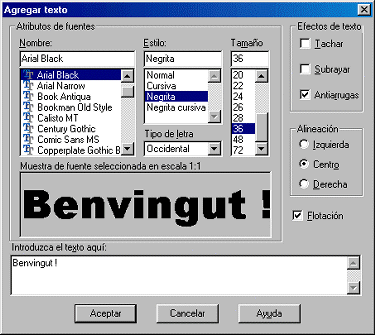 Agregar texto
Atributos de fuentes
Nombre: Estilo: Tamaño
Arial Black Negrita 36
Arial Black
Arial Narrow
Book Antiqua
Bookman Old Style
Calisto MT
Century Gothic
Comic Sans MS
Copperplate Gothic B
Normal
Cursiva
Negrita
Negrita cursiva
20
22
24
26
28
36
48
72
Tipo de letra
Occidental
Muestra de fuente seleccionada en escala 1:1
Benvingut !
Efectos de texto
Tachar
Subrayar
Antiarrugas
Alineación
Izquierda
Centro
Derecha
Flotación
Introduzca el texto aquí:
Benvingut !
Aceptar Cancelar Ayuda